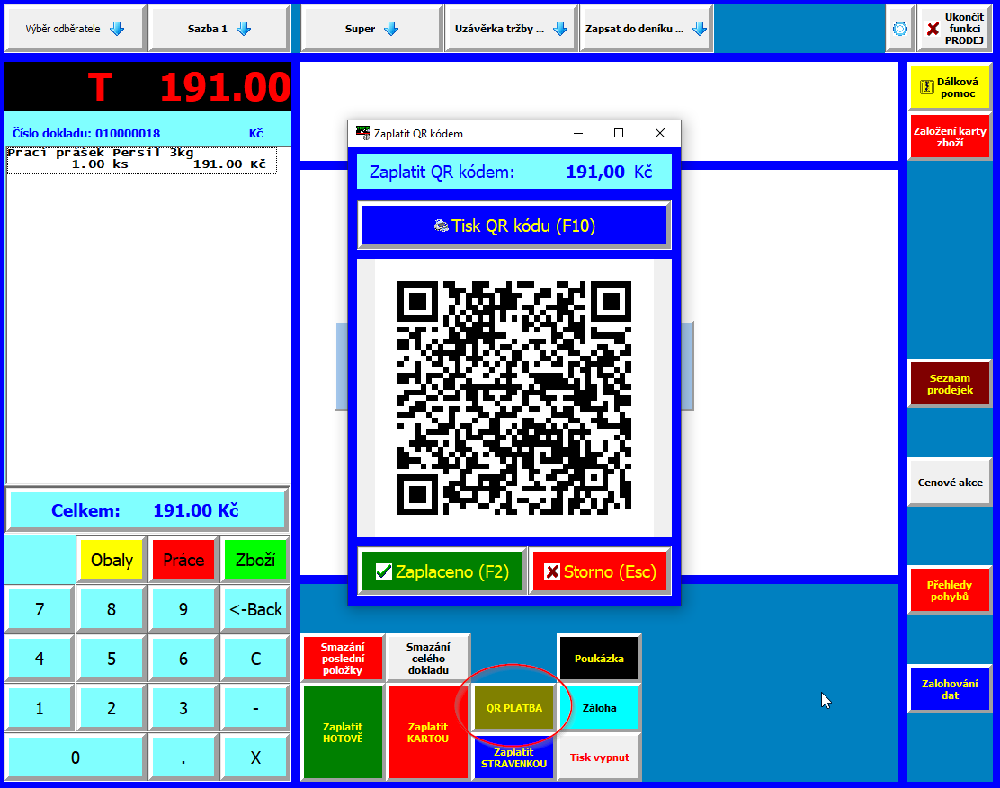 Výběr odběratele
Sazba 1
Super
Uzávěrka tržby ...
Zapsat do deníku ...
Ukončit
funkci
PRODEJ
T 191.00
Číslo dokladu: 010000018 Kč
Prací prášek Persil 3kg
1.00 ks 191.00 Kč
Celkem: 191.00 Kč
Obaly
Práce
Zboží
7
8
9
<-Back
4
5
6
C
1
2
3
-
0
.
X
Zaplatit QR kódem
Zaplatit QR kódem: 191,00 Kč
Tisk QR kódu (F10)
Zaplaceno (F2)
Storno (Esc)
Smazání
poslední
položky
Smazání
celého
dokladu
Poukázka
Zaplatit
HOTOVĚ
Zaplatit
KARTOU
QR PLATBA
Záloha
Zaplatit
STRAVENKOU
Tisk vypnut
Dálková
pomoc
Založení karty
zboží
Seznam
prodejek
Cenové akce
Přehledy
pohybů
Zalohování
dat